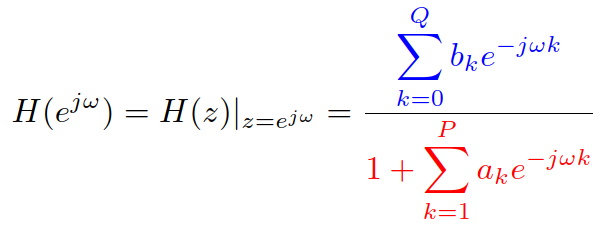 H(e^{jω}) = H(z)|_{z=e^{jω}} = \frac{\sum_{k=0}^{Q} b_k e^{-jωk}}{1 + \sum_{k=1}^{P} a_k e^{-jωk}}